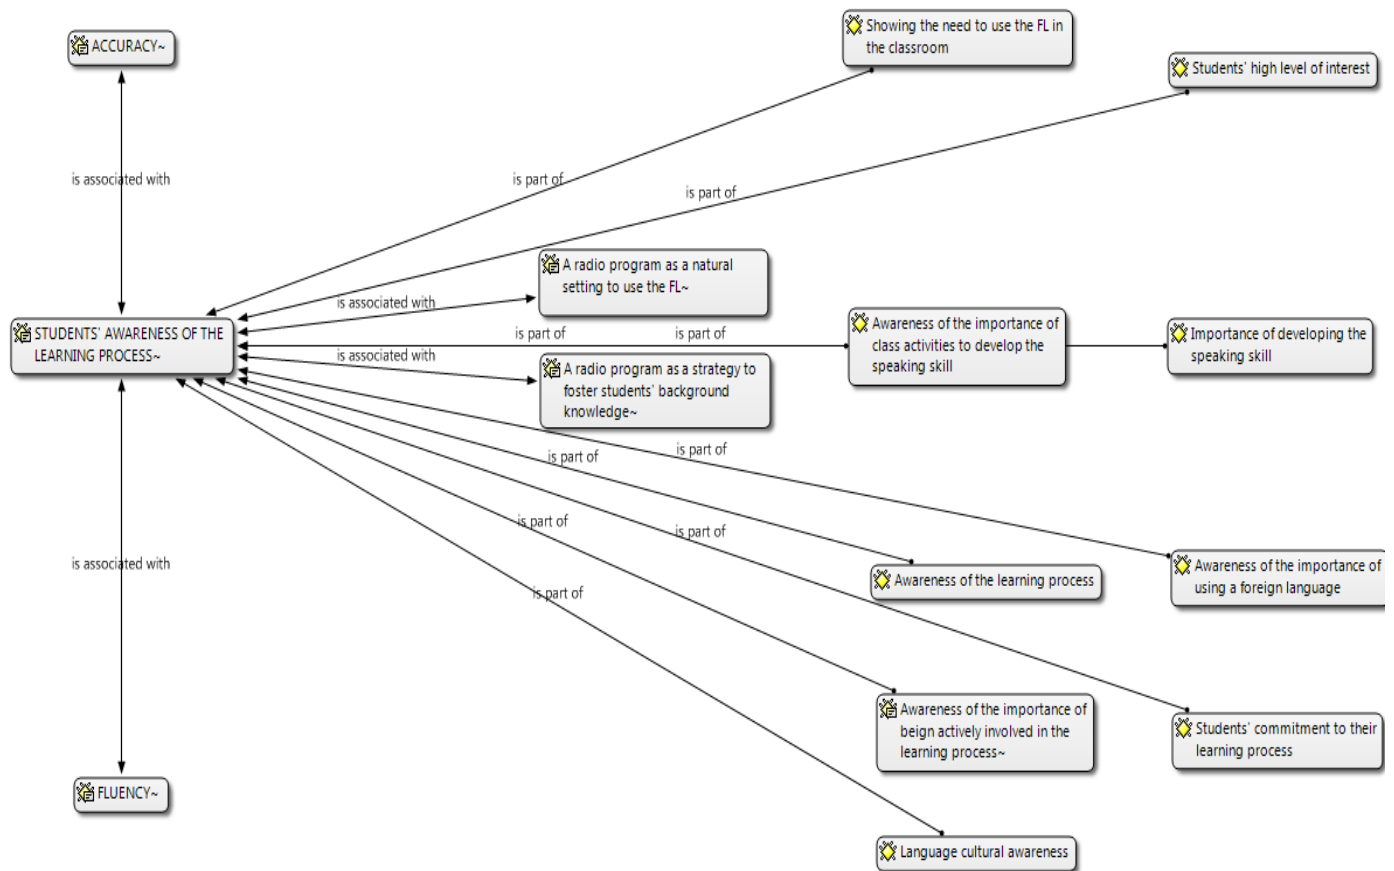 ACCURACY~
Showing the need to use the FL in
the classroom
Students' high level of interest
is associated with
is part of
is part of
A radio program as a natural
setting to use the FL~
is associated with
STUDENTS' AWARENESS OF THE
LEARNING PROCESS~
is part of
is part of
Awareness of the importance of
class activities to develop the
speaking skill
Importance of developing the
speaking skill
is associated with
A radio program as a strategy to
foster students' background
knowledge~
is part of
is part of
is part of
is part of
is associated with
is part of
Awareness of the learning process
Awareness of the importance of
using a foreign language
Awareness of the importance of
beign actively involved in the
learning process~
Students' commitment to their
learning process
FLUENCY~
Language cultural awareness